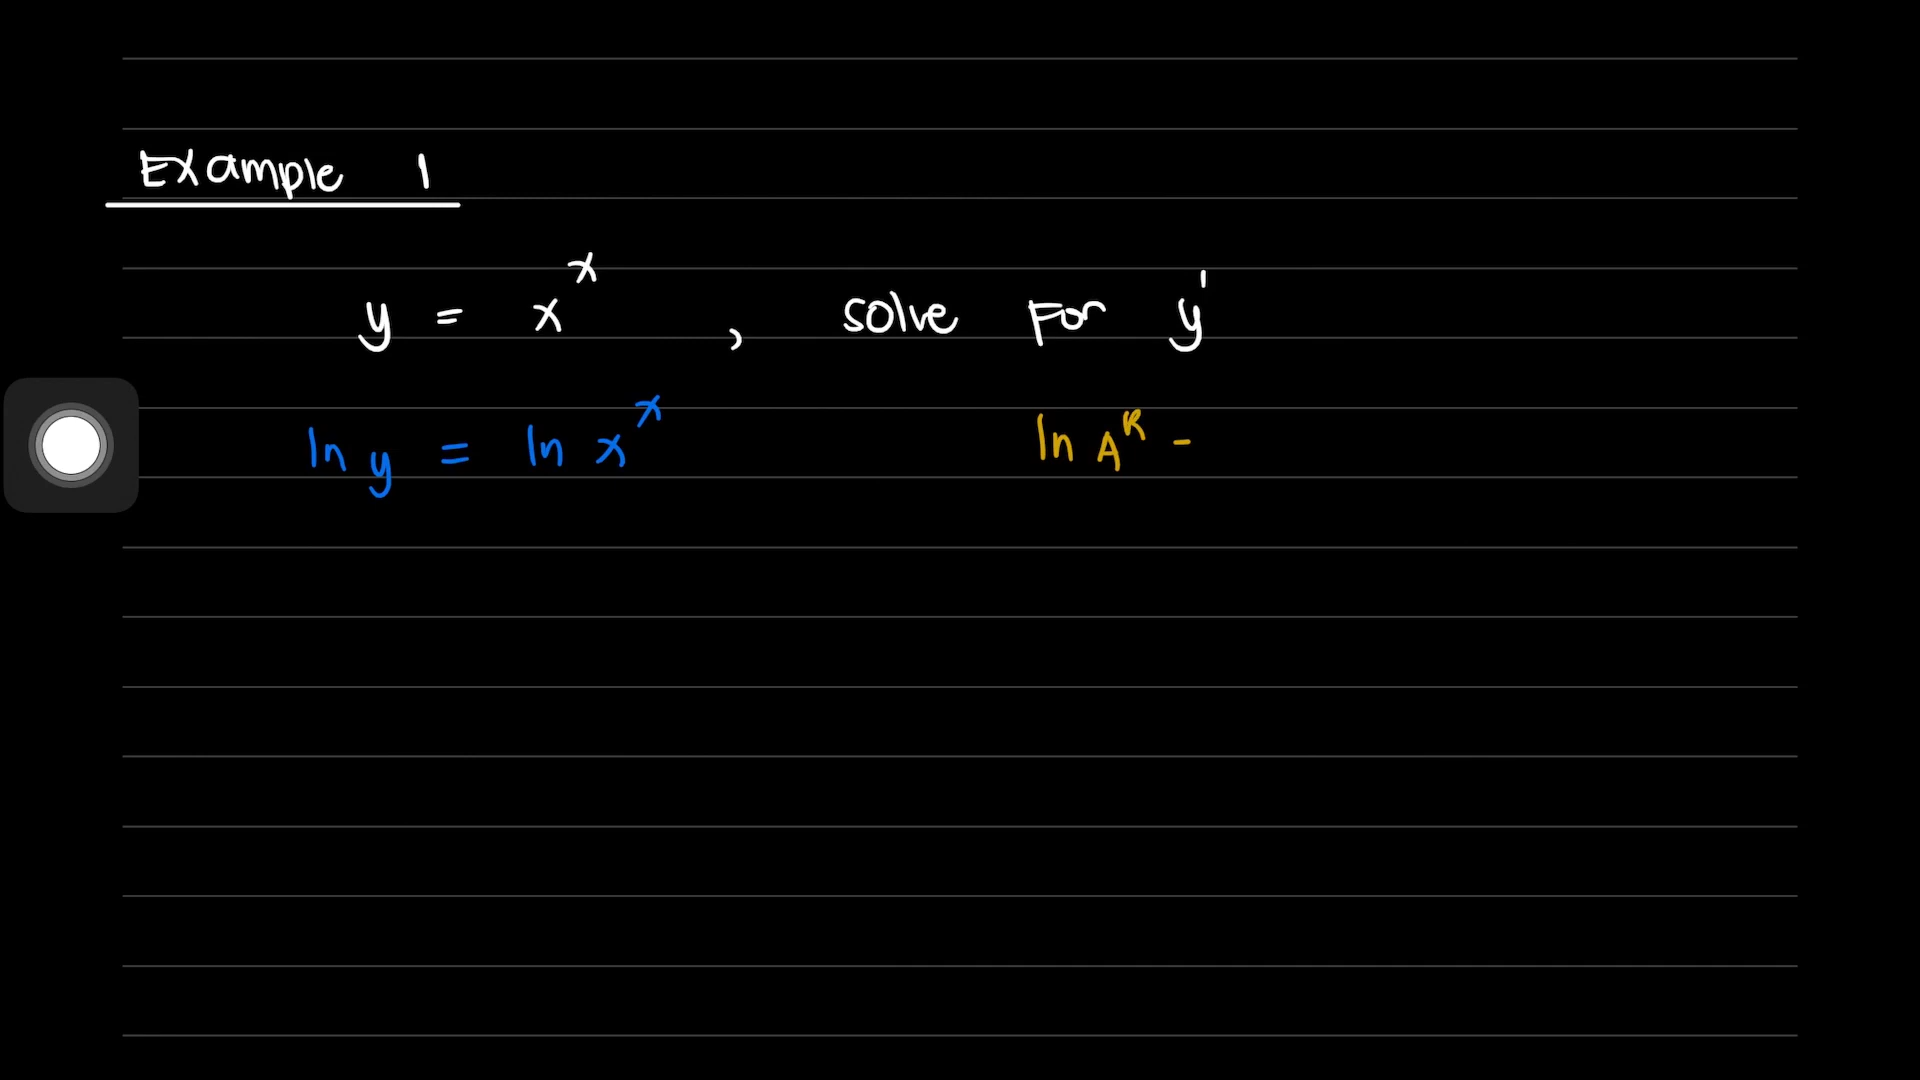 Example 1
y = x^x , solve For y'
ln y = ln x^x ln A^R -